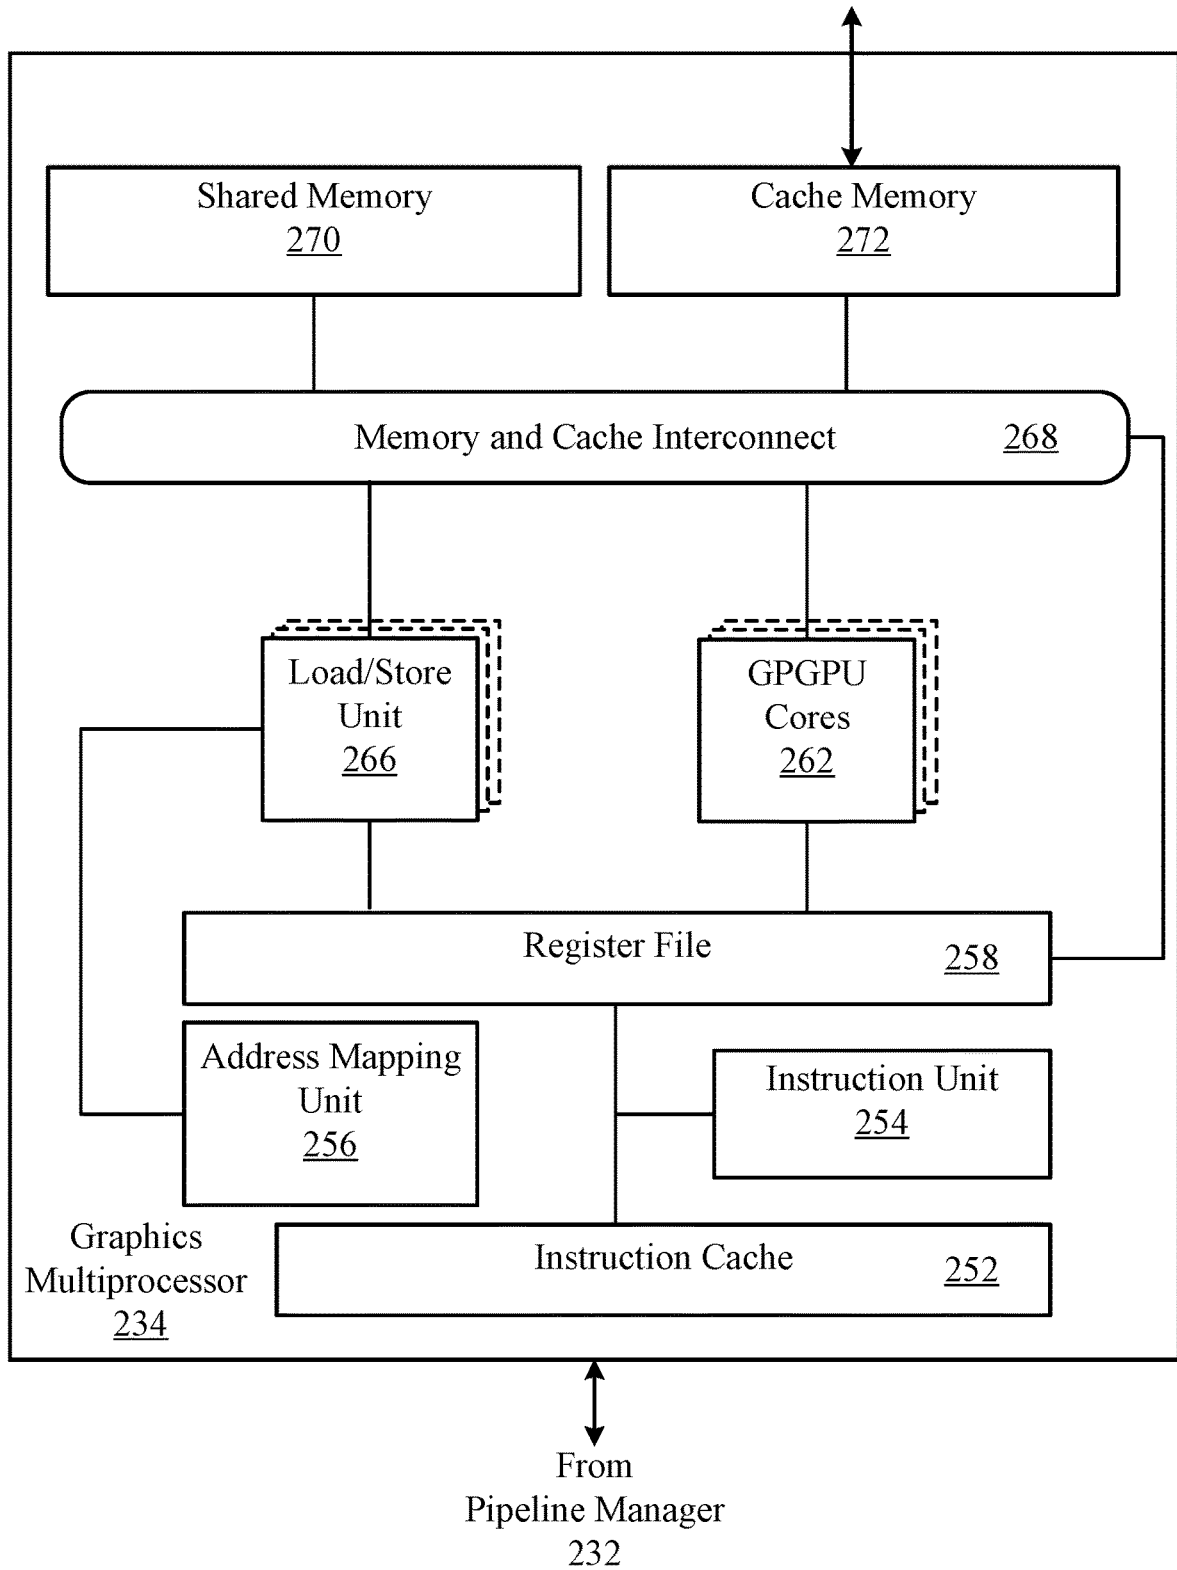 Shared Memory
270
Cache Memory
272
Memory and Cache Interconnect 268
Load/Store
Unit
266
GPGPU
Cores
262
Register File 258
Address Mapping
Unit
256
Instruction Unit
254
Graphics
Multiprocessor
234
Instruction Cache 252
From
Pipeline Manager
232